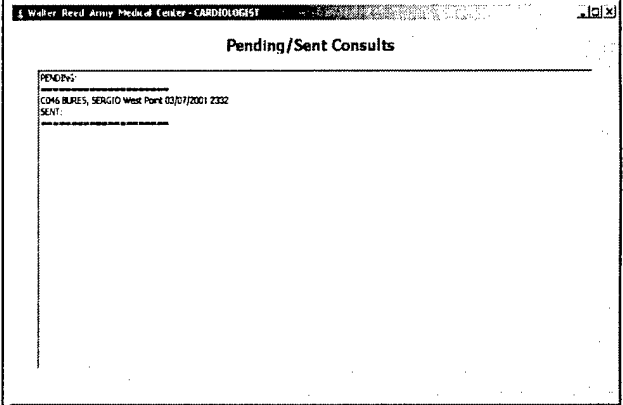 Walter Reed Army Medical Center - CARDIOLOGIST
Pending/Sent Consults
PENDING:
C046 BURES, SERGIO West Point 03/07/2001 2332
SENT: